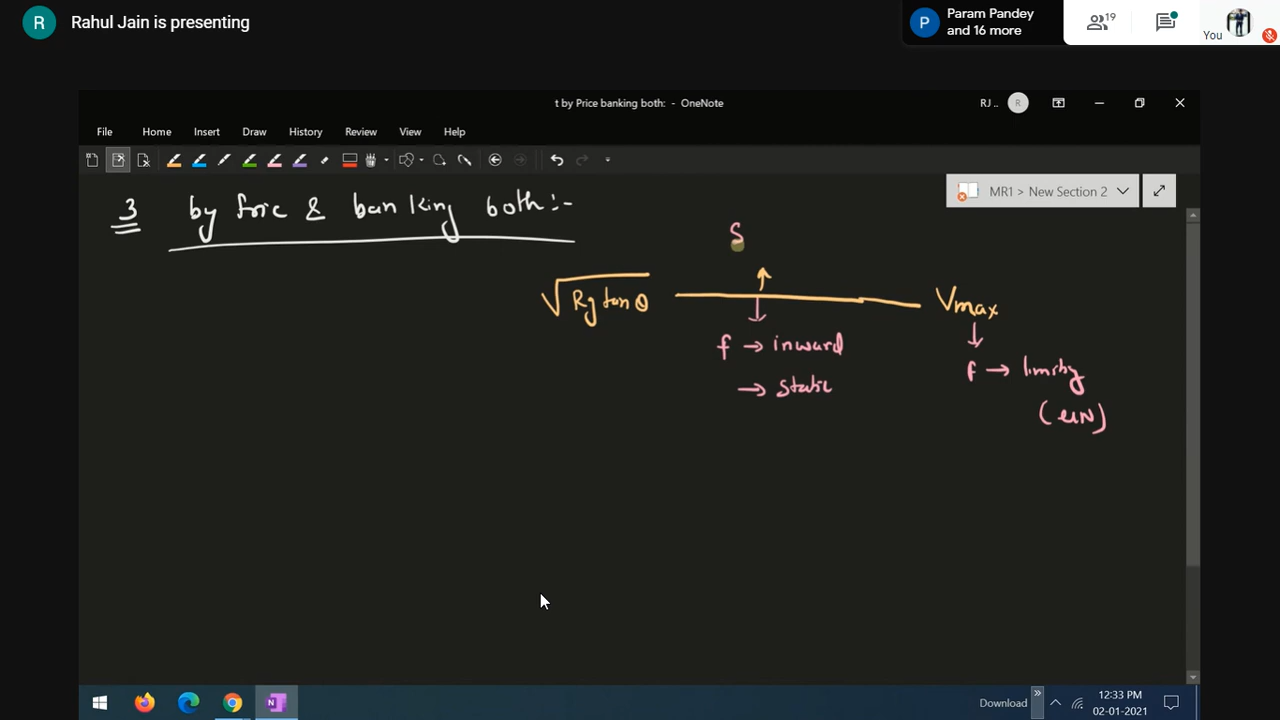 R Rahul Jain is presenting
P Param Pandey and 16 more
19
You
t by Price banking both: - OneNote
RJ ..
R
File Home Insert Draw History Review View Help
MR1 > New Section 2
3 by fric & banking both :-
S
√Rg tan θ
Vmax
f → inward
→ static
f →
(μN)
Download
12:33 PM
02-01-2021